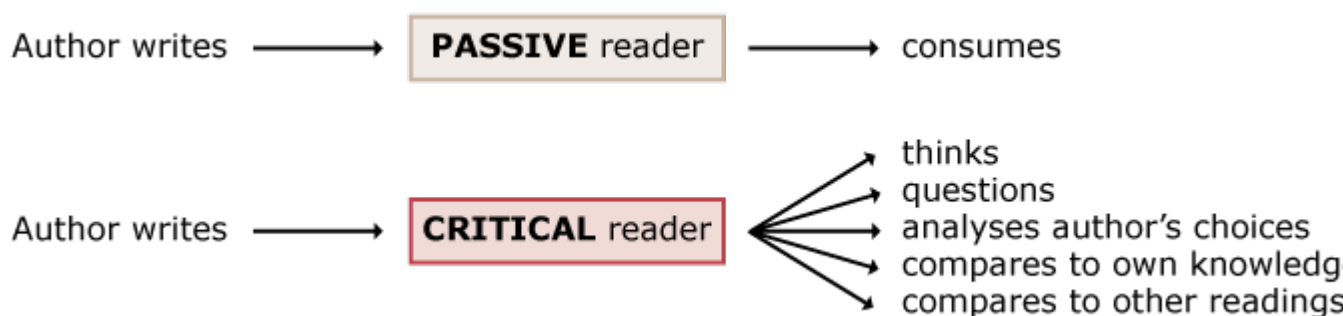 Author writes PASSIVE reader consumes
thinks
questions
Author writes CRITICAL reader analyses author's choices
compares to own knowledg
compares to other readings